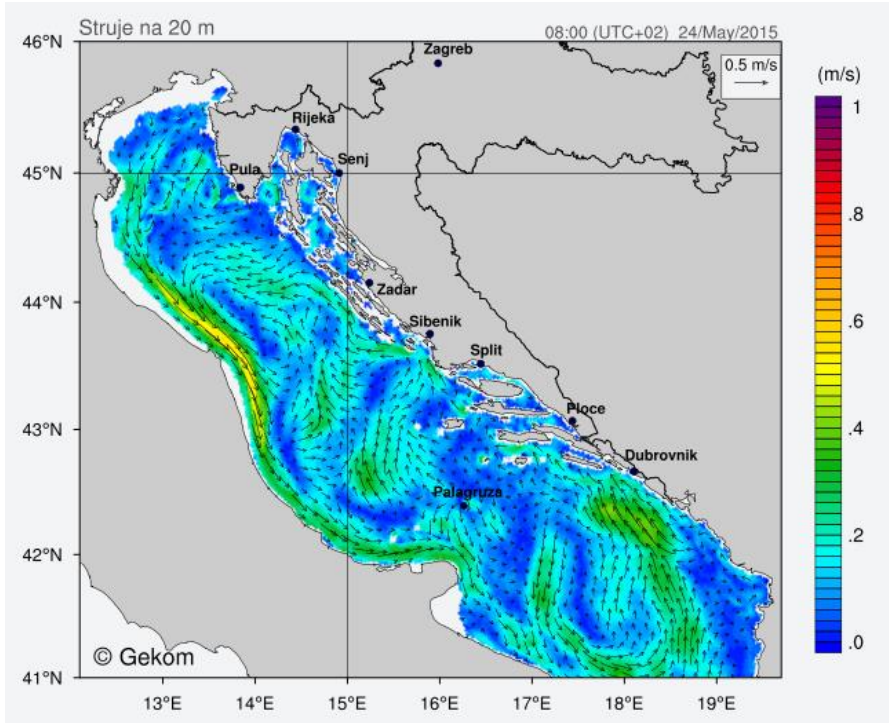 Struje na 20 m
08:00 (UTC+02) 24/May/2015
46°N
Zagreb
0.5 m/s
(m/s)
1
Rijeka
45°N
Senj
Pula
.8
44°N
Zadar
Sibenik
.6
Split
43°N
Ploce
.4
Dubrovnik
Palagruza
42°N
.2
© Gekom
.0
41°N
13°E
14°E
15°E
16°E
17°E
18°E
19°E